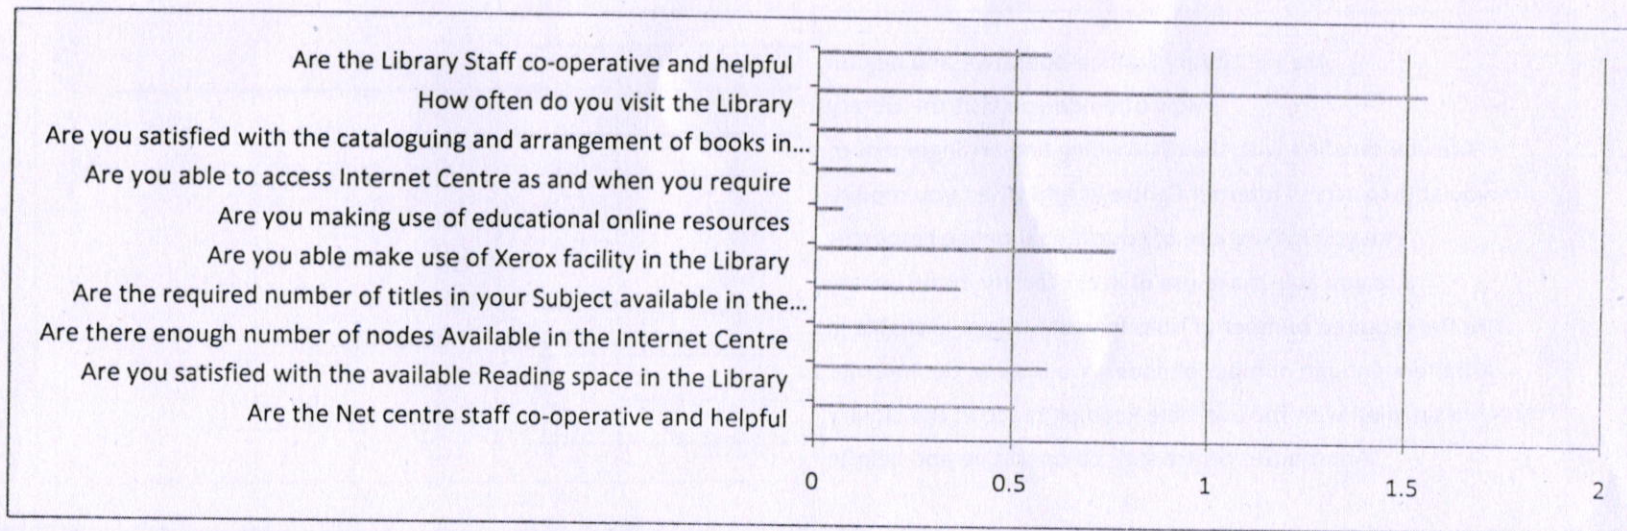 Are the Library Staff co-operative and helpful
How often do you visit the Library
Are you satisfied with the cataloguing and arrangement of books in...
Are you able to access Internet Centre as and when you require
Are you making use of educational online resources
Are you able make use of Xerox facility in the Library
Are the required number of titles in your Subject available in the...
Are there enough number of nodes Available in the Internet Centre
Are you satisfied with the available Reading space in the Library
Are the Net centre staff co-operative and helpful
0 0.5 1 1.5 2